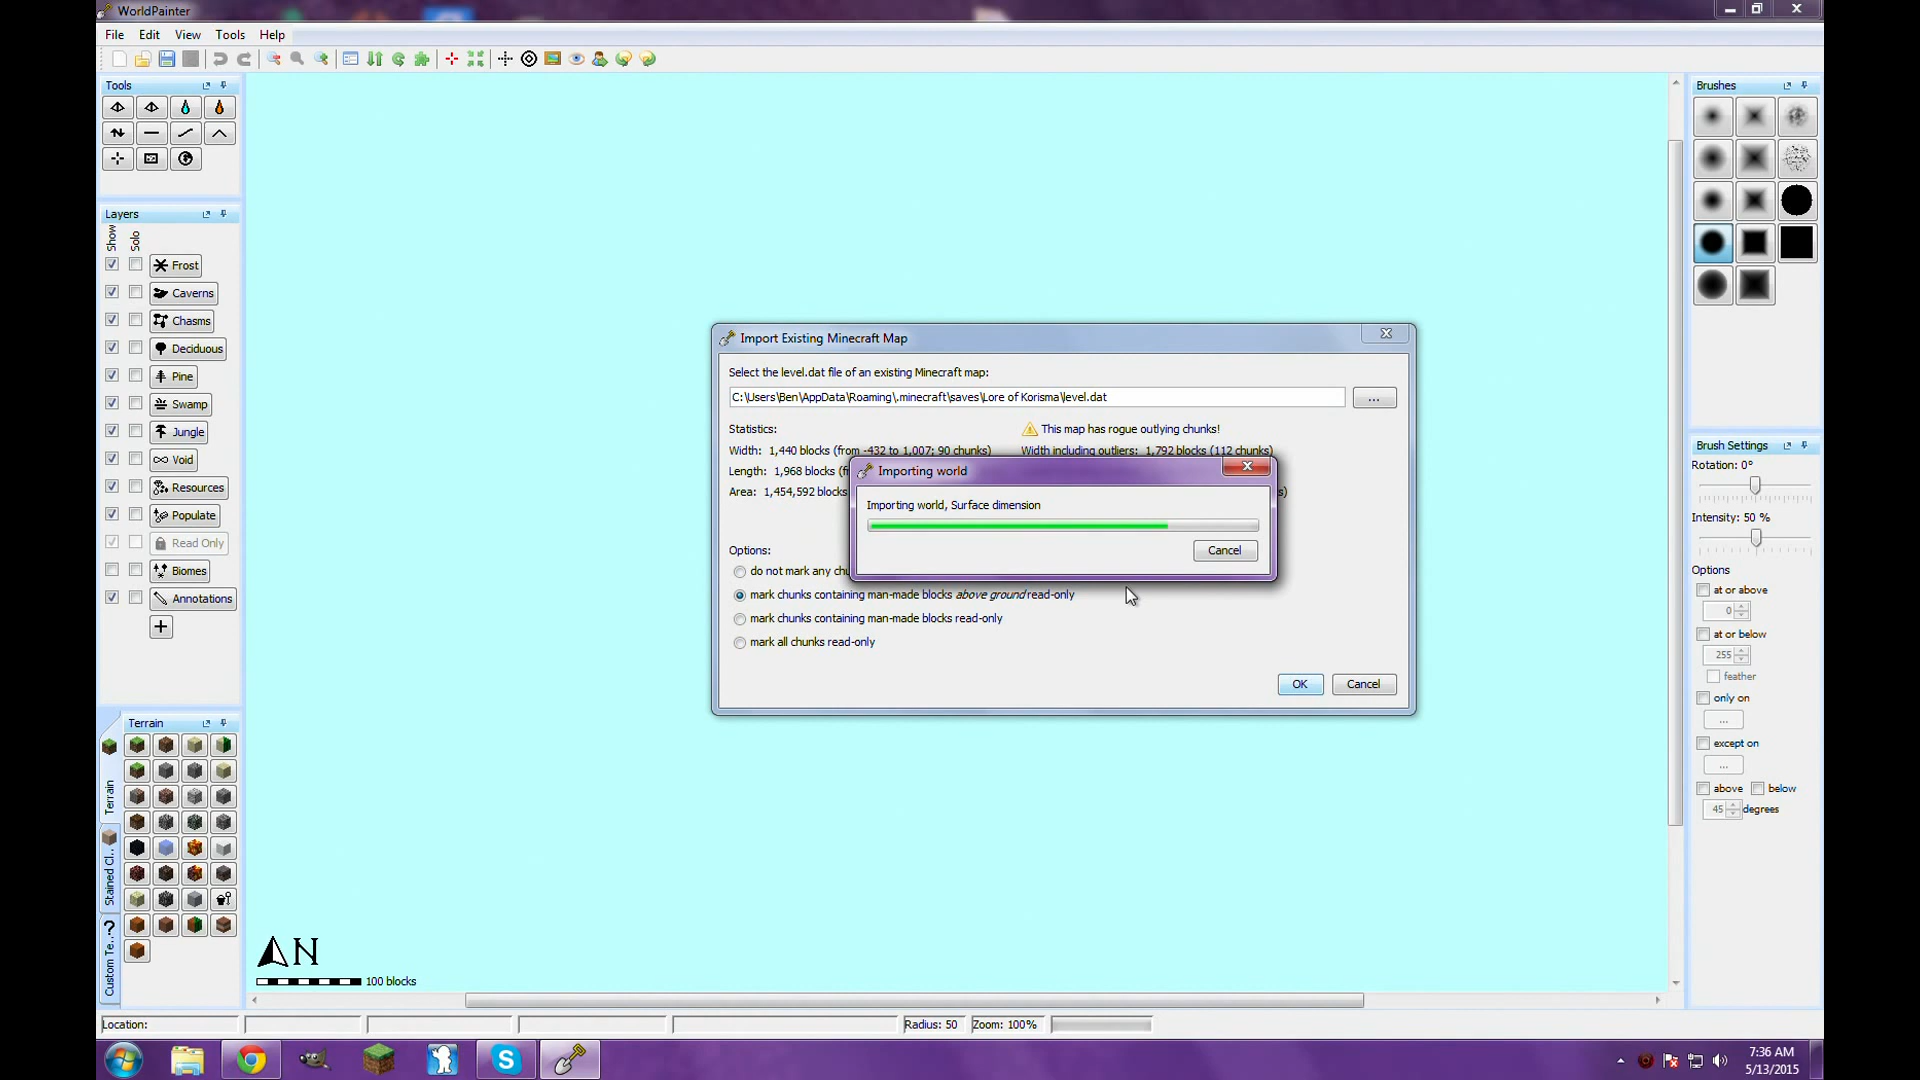 WorldPainter
File Edit View Tools Help
Tools
Layers
Show
Solo
Frost
Caverns
Chasms
Deciduous
Pine
Swamp
Jungle
Void
Resources
Populate
Read Only
Biomes
Annotations
Terrain
Terrain
Stained Cl...
Custom Te...
Import Existing Minecraft Map
Select the level.dat file of an existing Minecraft map:
C:\Users\Ben\AppData\Roaming\.minecraft\saves\Lore of Korisma\level.dat
...
Statistics:
This map has rogue outlying chunks!
Width: 1,440 blocks (from -432 to 1,007; 90 chunks)
Width including outliers: 1,792 blocks (112 chunks)
Length: 1,968 blocks
Area: 1,454,592 blocks
Importing world
Importing world, Surface dimension
Cancel
Options:
do not mark any
mark chunks containing man-made blocks above ground read-only
mark chunks containing man-made blocks read-only
mark all chunks read-only
OK Cancel
Brushes
Brush Settings
Rotation: 0°
Intensity: 50 %
Options
at or above
0
at or below
255
feather
only on
...
except on
...
above below
45 degrees
N
100 blocks
Location:
Radius: 50
Zoom: 100%
7:36 AM
5/13/2015